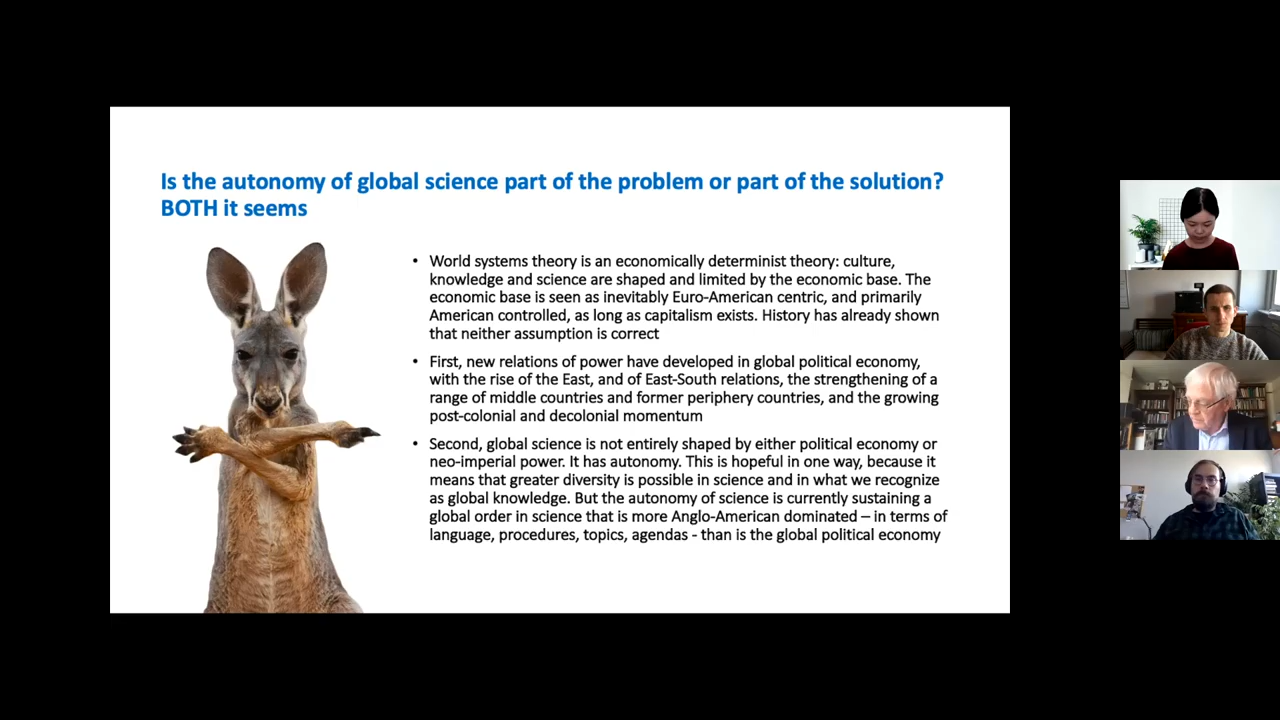 Is the autonomy of global science part of the problem or part of the solution?
BOTH it seems
• World systems theory is an economically determinist theory: culture,
knowledge and science are shaped and limited by the economic base. The
economic base is seen as inevitably Euro-American centric, and primarily
American controlled, as long as capitalism exists. History has already shown
that neither assumption is correct
• First, new relations of power have developed in global political economy,
with the rise of the East, and of East-South relations, the strengthening of a
range of middle countries and former periphery countries, and the growing
post-colonial and decolonial momentum
• Second, global science is not entirely shaped by either political economy or
neo-imperial power. It has autonomy. This is hopeful in one way, because it
means that greater diversity is possible in science and in what we recognize
as global knowledge. But the autonomy of science is currently sustaining a
global order in science that is more Anglo-American dominated – in terms of
language, procedures, topics, agendas - than is the global political economy